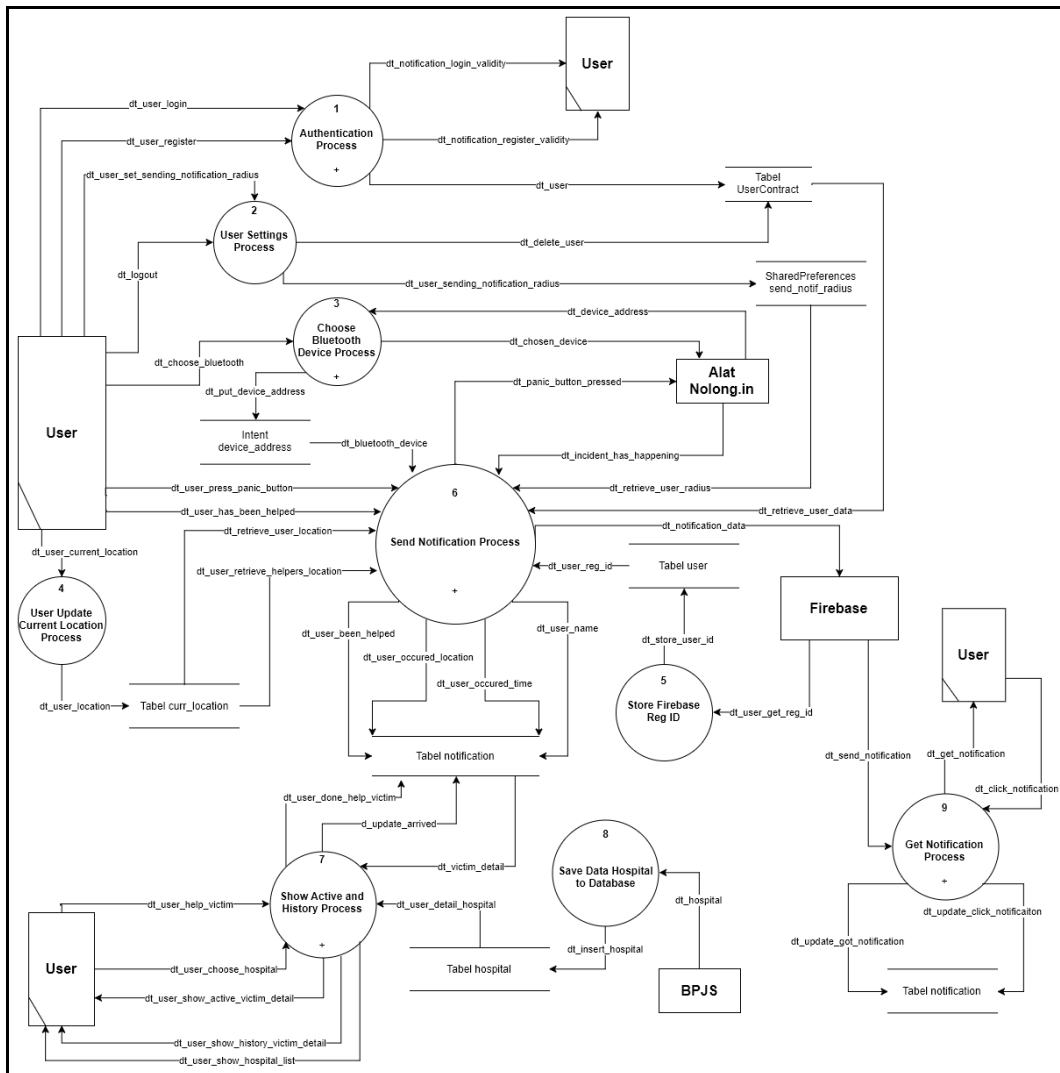 dt_notification_login_validity
User
dt_user_login
1
Authentication
Process
+
dt_user_register
dt_notification_register_validity
dt_user_set_sending_notification_radius
dt_user
Tabel
UserContract
2
User Settings
Process
dt_delete_user
dt_logout
dt_user_sending_notification_radius
SharedPreferences
send_notif_radius
3
Choose
Bluetooth
Device Process
+
dt_device_address
dt_chosen_device
dt_choose_bluetooth
dt_put_device_address
dt_panic_button_pressed
Alat
Nolong.in
User
Intent
device_address
dt_bluetooth_device
dt_incident_has_happening
dt_user_press_panic_button
dt_retrieve_user_radius
dt_user_has_been_helped
dt_retrieve_user_data
6
Send Notification Process
+
dt_retrieve_user_location
dt_notification_data
dt_user_current_location
dt_user_retrieve_helpers_location
dt_user_reg_id
Tabel user
4
User Update
Current Location
Process
Firebase
dt_user_been_helped
dt_user_name
dt_user_occured_location
dt_user_occured_time
dt_store_user_id
User
5
Store Firebase
Reg ID
dt_user_location
Tabel curr_location
dt_user_get_reg_id
Tabel notification
dt_send_notification
dt_get_notification
dt_click_notification
dt_user_done_help_victim
d_update_arrived
9
Get Notification
Process
+
7
Show Active and
History Process
+
dt_victim_detail
8
Save Data Hospital
to Database
dt_user_help_victim
dt_user_detail_hospital
dt_hospital
dt_update_click_notificaiton
dt_update_got_notification
User
dt_user_choose_hospital
dt_insert_hospital
Tabel hospital
BPJS
Tabel notification
dt_user_show_active_victim_detail
dt_user_show_history_victim_detail
dt_user_show_hospital_list